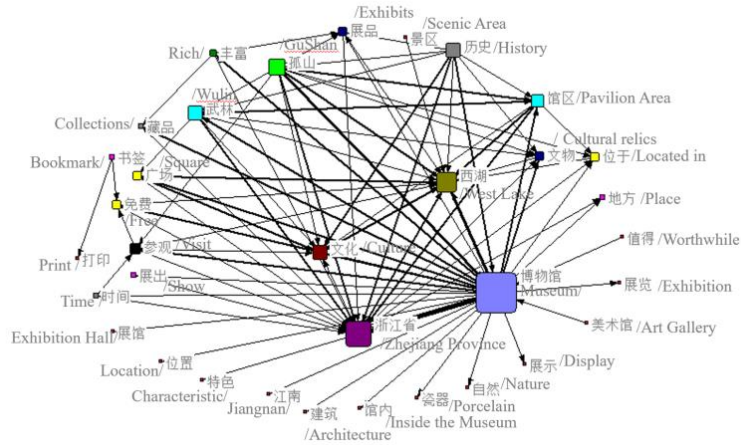 /Exhibits
展品
/Scenic Area
景区
历史/History
Rich/丰富
/GuShan
孤山
/Wulin
武林
馆区/Pavilion Area
Collections/藏品
/ Cultural relics
文物
位于/Located in
Bookmark/书签
/Square
广场
西湖
/West Lake
地方/Place
免费
/Free
参观/Visit
文化/Culture
值得/Worthwhile
Print/打印
展出
/Show
博物馆
Museum/
展览/Exhibition
Time/时间
美术馆/Art Gallery
Exhibition Hall/展馆
浙江省
/Zhejiang Province
Location/位置
展示/Display
Characteristic/特色
自然/Nature
Jiangnan/江南
瓷器/Porcelain
建筑
/Architecture
馆内
/Inside the Museum